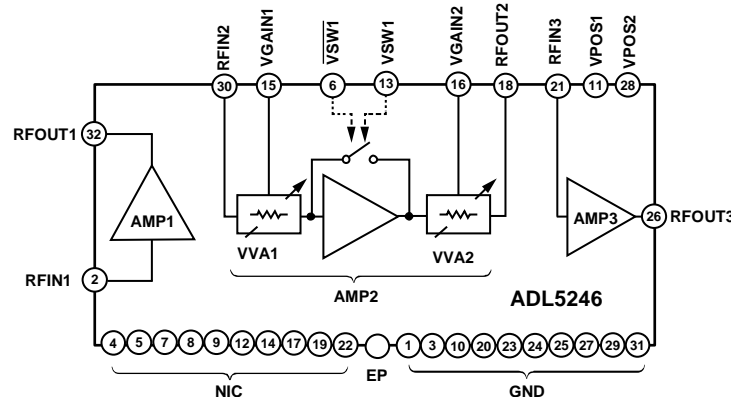 RFIN2
VGAIN1
VSW1
VSW1
VGAIN2
RFOUT2
RFIN3
VPOS1
VPOS2
30
15
6
13
16
18
21
11
28
RFOUT1
32
AMP1
AMP3
26
RFOUT3
VVA1
VVA2
RFIN1
2
AMP2
ADL5246
4 5 7 8 9 12 14 17 19 22 1 3 10 20 23 24 25 27 29 31
NIC
EP
GND